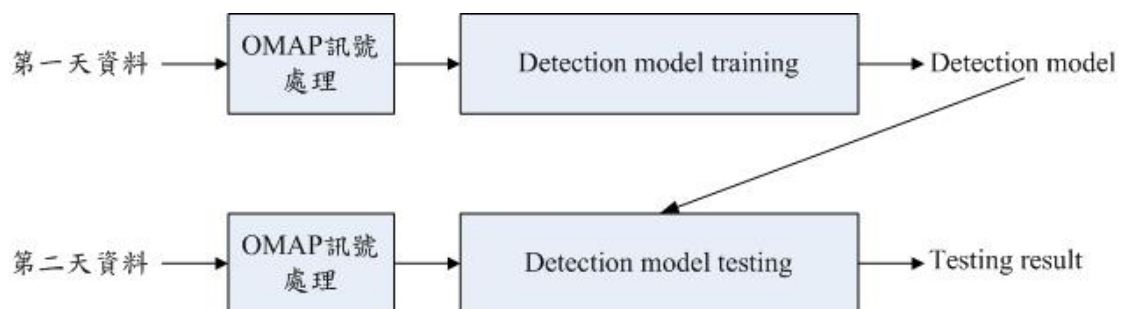 第一天資料
OMAP訊號
處理
Detection model training
Detection model
第二天資料
OMAP訊號
處理
Detection model testing
Testing result